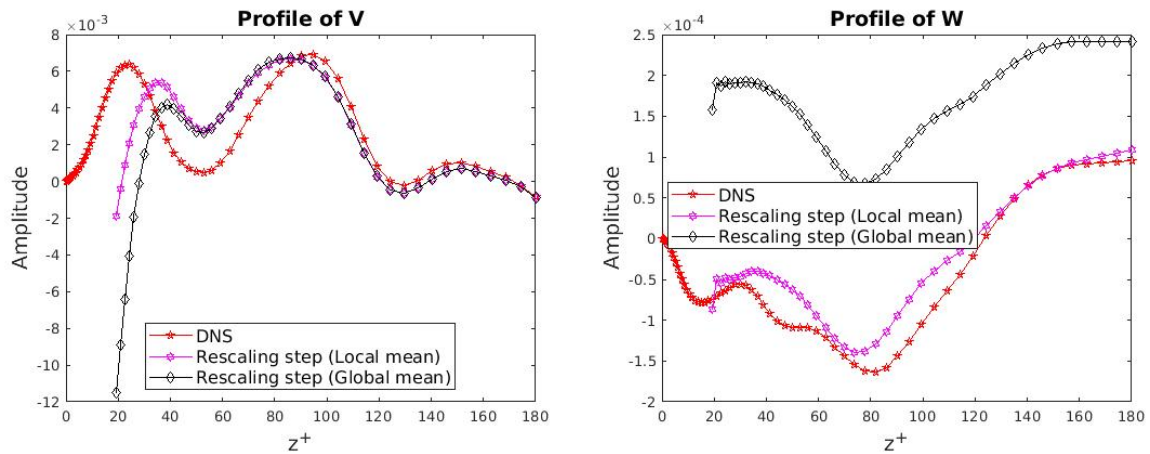 Profile of V
×10⁻³
8
6
4
2
0
-2
-4
-6
-8
-10
-12
Amplitude
0 20 40 60 80 100 120 140 160 180
z⁺
DNS
Rescaling step (Local mean)
Rescaling step (Global mean)
Profile of W
×10⁻⁴
2.5
2
1.5
1
0.5
0
-0.5
-1
-1.5
-2
Amplitude
0 20 40 60 80 100 120 140 160 180
z⁺
DNS
Rescaling step (Local mean)
Rescaling step (Global mean)